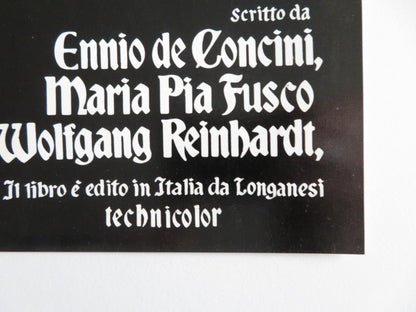 scritto da
Ennio de Concini,
Maria Pia Fusco
Wolfgang Reinhardt,
Il libro é edito in Italia da Longanesi
technicolor